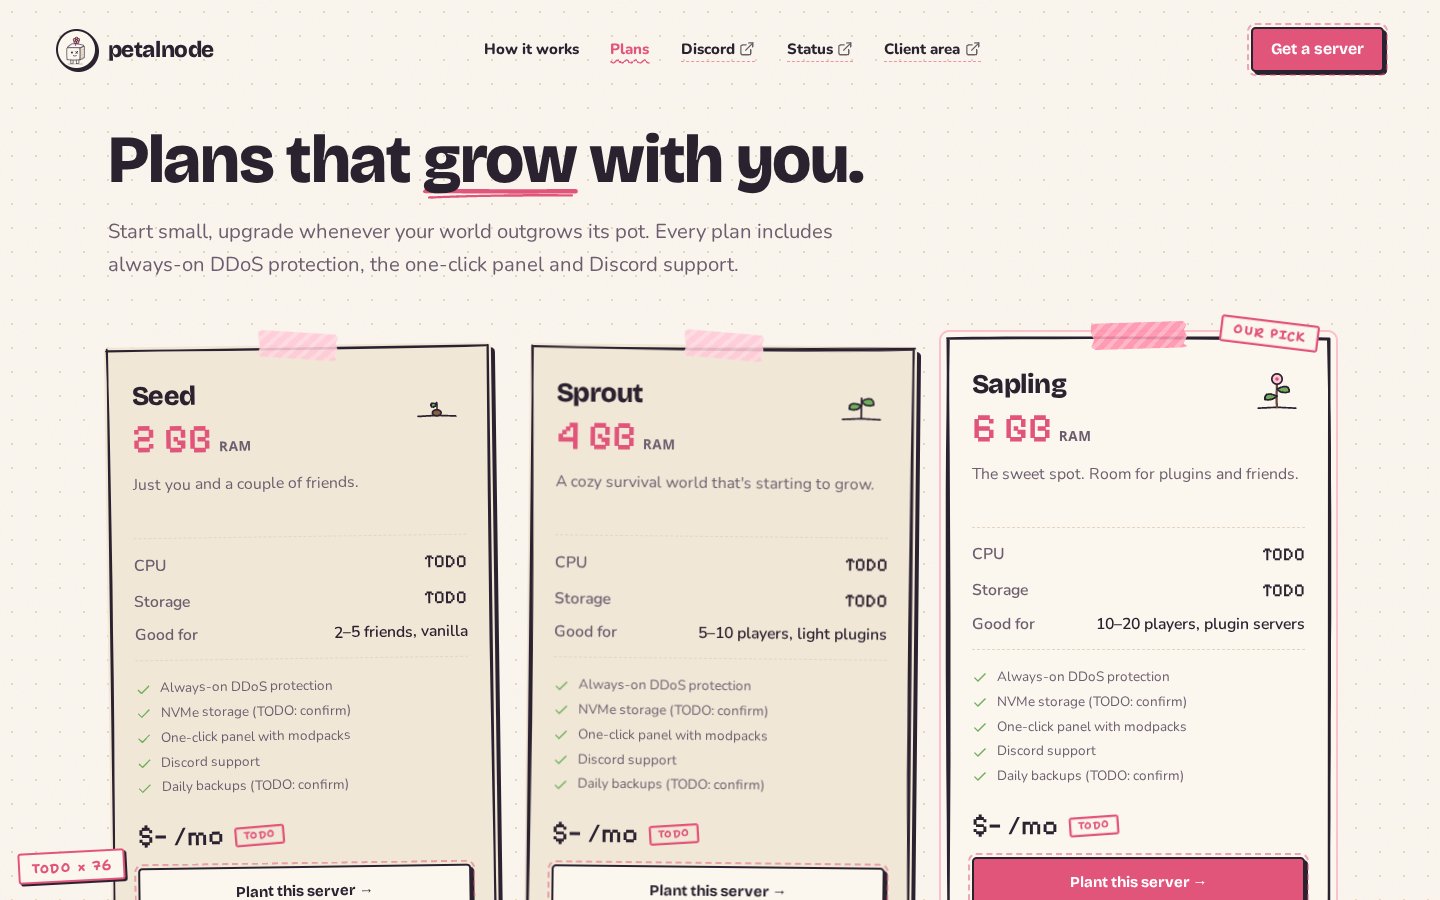 petalnode
How it works
Plans
Discord
Status
Client area
Get a server
Plans that grow with you.
Start small, upgrade whenever your world outgrows its pot. Every plan includes
always-on DDoS protection, the one-click panel and Discord support.
Seed
2 GB RAM
Just you and a couple of friends.
CPU TODO
Storage TODO
Good for 2–5 friends, vanilla
Always-on DDoS protection
NVMe storage (TODO: confirm)
One-click panel with modpacks
Discord support
Daily backups (TODO: confirm)
$– /mo TODO
Plant this server →
Sprout
4 GB RAM
A cozy survival world that's starting to grow.
CPU TODO
Storage TODO
Good for 5–10 players, light plugins
Always-on DDoS protection
NVMe storage (TODO: confirm)
One-click panel with modpacks
Discord support
Daily backups (TODO: confirm)
$– /mo TODO
Plant this server →
OUR PICK
Sapling
6 GB RAM
The sweet spot. Room for plugins and friends.
CPU TODO
Storage TODO
Good for 10–20 players, plugin servers
Always-on DDoS protection
NVMe storage (TODO: confirm)
One-click panel with modpacks
Discord support
Daily backups (TODO: confirm)
$– /mo TODO
Plant this server →
TODO x 76